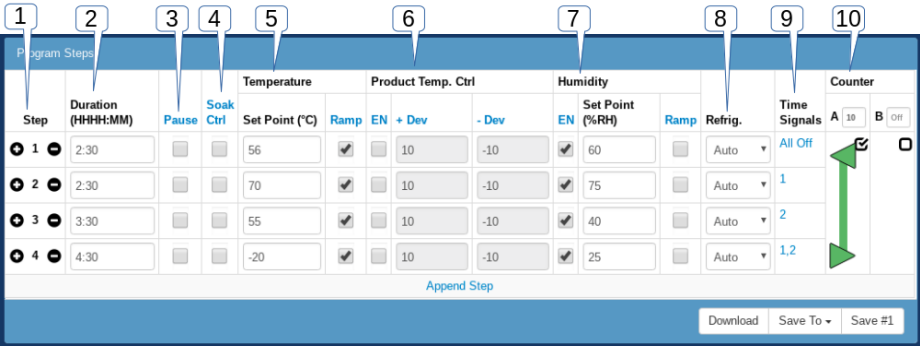 1 2 3 4 5 6 7 8 9 10
Program Steps
Temperature Product Temp. Ctrl Humidity Counter
Step Duration (HHHH:MM) Pause Soak Ctrl Set Point (°C) Ramp EN + Dev - Dev EN Set Point (%RH) Ramp Refrig. Time Signals A 10 B Off
1 2:30 56 10 -10 60 Auto All Off
2 2:30 70 10 -10 75 Auto 1
3 3:30 55 10 -10 40 Auto 2
4 4:30 -20 10 -10 25 Auto 1,2
Append Step
Download Save To Save #1